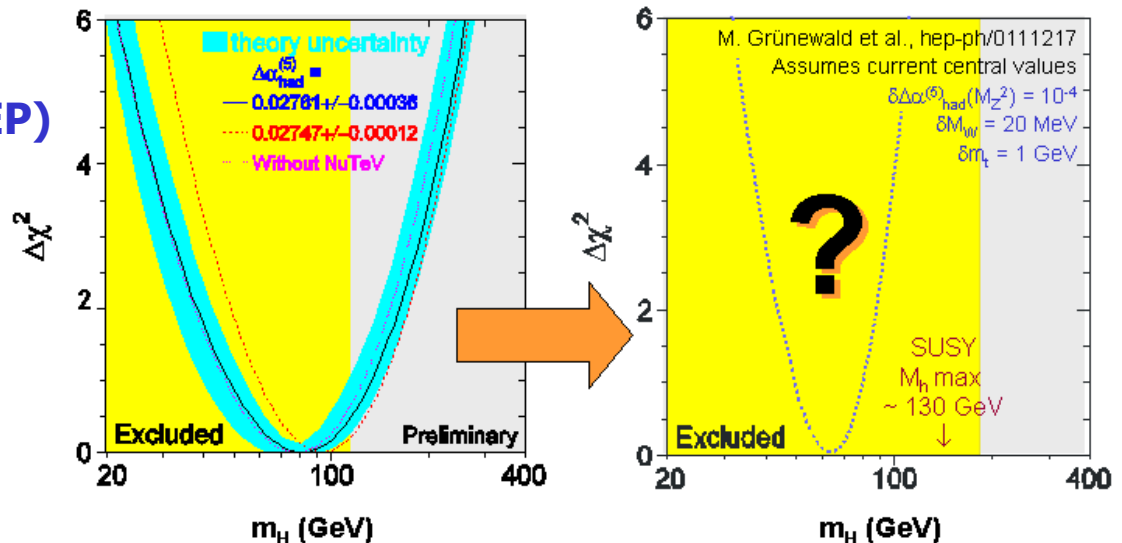 EP)
6
4
2
0
Δχ²
theory uncertainty
Δα(5)had
0.02761+/-0.00036
0.02747+/-0.00012
Without NuTeV
Excluded
Preliminary
20
100
400
mH (GeV)
6
4
2
0
Δχ²
M. Grünewald et al., hep-ph/0111217
Assumes current central values
δΔα(5)had(MZ2) = 10-4
δMW = 20 MeV
δmt = 1 GeV
?
SUSY
Mh max
~ 130 GeV
↓
Excluded
20
100
400
mH (GeV)